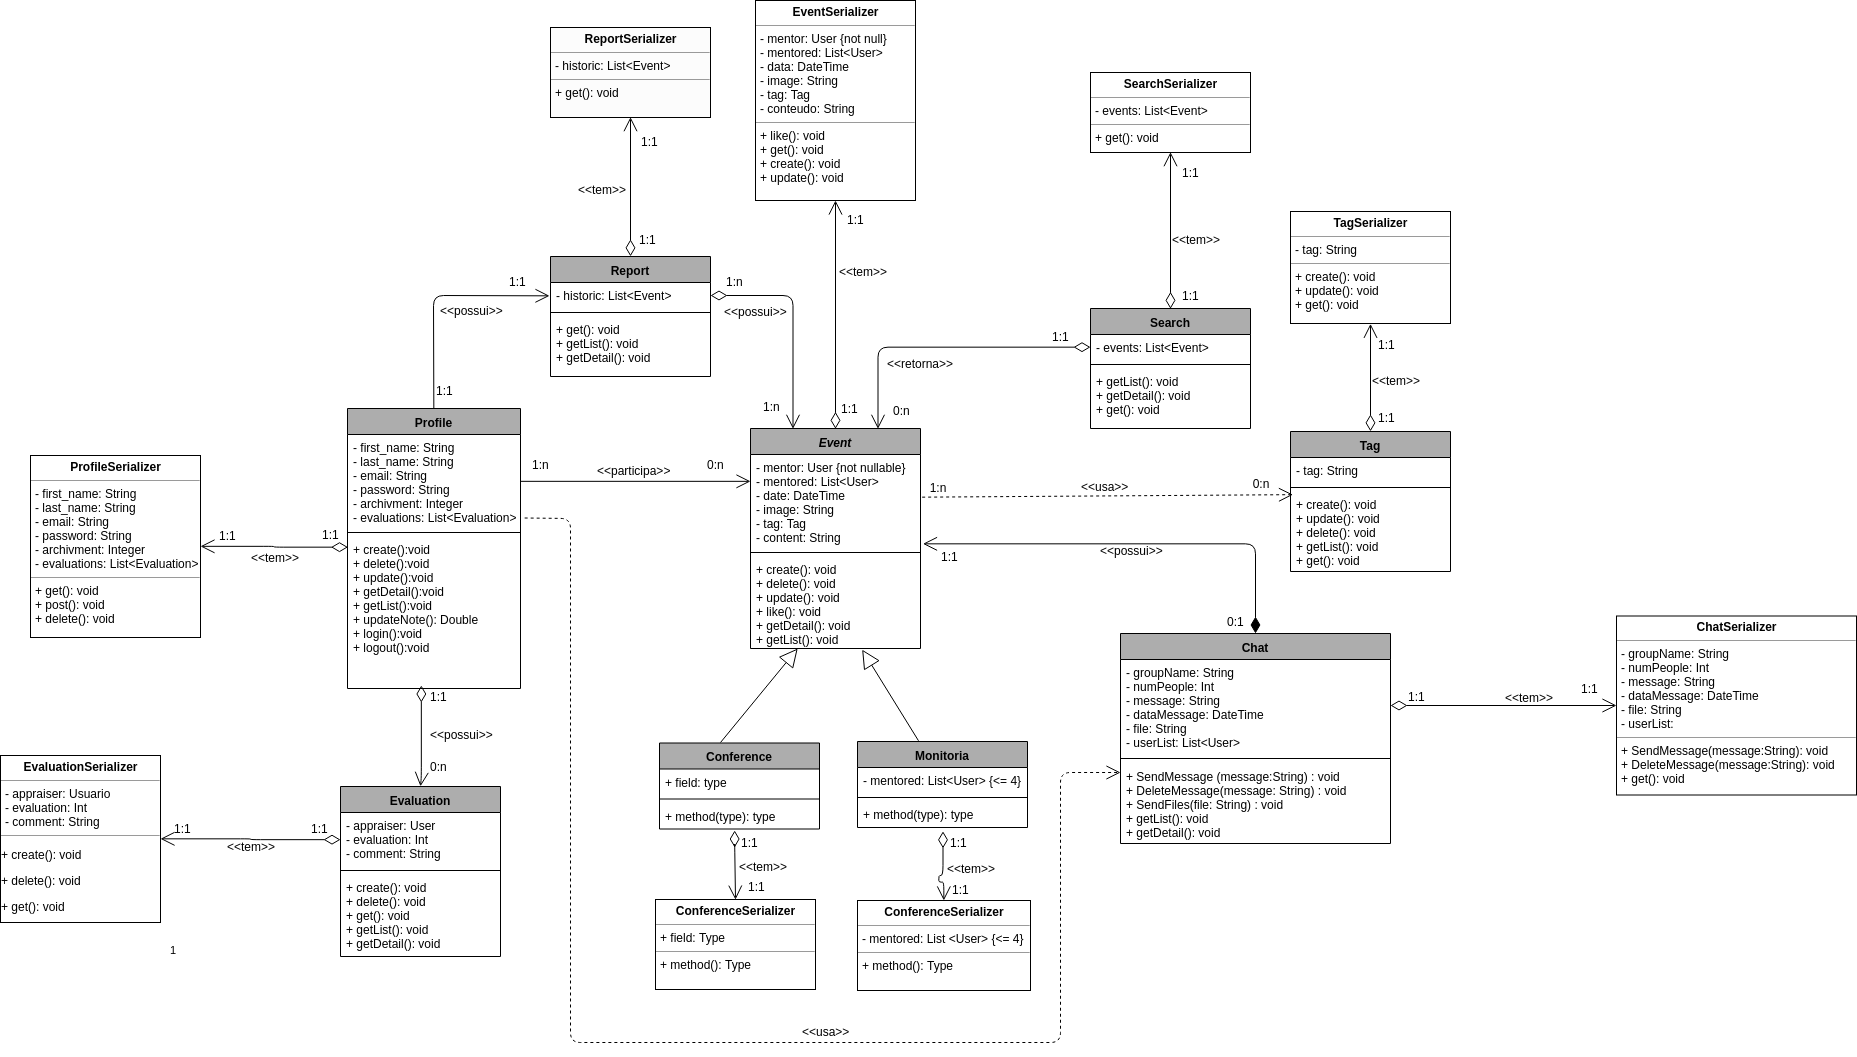 EventSerializer
- mentor: User {not null}
- mentored: List<User>
- data: DateTime
- image: String
- tag: Tag
- conteudo: String
+ like(): void
+ get(): void
+ create(): void
+ update(): void
1:1
<<tem>>
1:1
ReportSerializer
- historic: List<Event>
+ get(): void
1:1
<<tem>>
1:1
SearchSerializer
- events: List<Event>
+ get(): void
1:1
<<tem>>
1:1
TagSerializer
- tag: String
+ create(): void
+ update(): void
+ get(): void
1:1
<<tem>>
1:1
Report
- historic: List<Event>
+ get(): void
+ getList(): void
+ getDetail(): void
1:1
<<possui>>
1:1
1:n
<<possui>>
1:n
Search
- events: List<Event>
+ getList(): void
+ getDetail(): void
+ get(): void
1:1
<<retorna>>
0:n
Profile
- first_name: String
- last_name: String
- email: String
- password: String
- archivment: Integer
- evaluations: List<Evaluation>
+ create():void
+ delete():void
+ update():void
+ getDetail():void
+ getList():void
+ updateNote(): Double
+ login():void
+ logout():void
1:n
<<participa>>
0:n
Event
- mentor: User {not nullable}
- mentored: List<User>
- date: DateTime
- image: String
- tag: Tag
- content: String
+ create(): void
+ delete(): void
+ update(): void
+ like(): void
+ getDetail(): void
+ getList(): void
1:n
<<usa>>
0:n
Tag
- tag: String
+ create(): void
+ update(): void
+ delete(): void
+ getList(): void
+ get(): void
ProfileSerializer
- first_name: String
- last_name: String
- email: String
- password: String
- archivment: Integer
- evaluations: List<Evaluation>
+ get(): void
+ post(): void
+ delete(): void
1:1
<<tem>>
1:1
1:1
<<possui>>
0:1
Chat
- groupName: String
- numPeople: Int
- message: String
- dataMessage: DateTime
- file: String
- userList: List<User>
+ SendMessage (message:String) : void
+ DeleteMessage(message: String) : void
+ SendFiles(file: String) : void
+ getList(): void
+ getDetail(): void
1:1
<<tem>>
1:1
ChatSerializer
- groupName: String
- numPeople: Int
- message: String
- dataMessage: DateTime
- file: String
- userList:
+ SendMessage(message:String): void
+ DeleteMessage(message:String): void
+ get(): void
1:1
<<possui>>
0:n
EvaluationSerializer
- appraiser: Usuario
- evaluation: Int
- comment: String
+ create(): void
+ delete(): void
+ get(): void
1:1
<<tem>>
1:1
Evaluation
- appraiser: User
- evaluation: Int
- comment: String
+ create(): void
+ delete(): void
+ get(): void
+ getList(): void
+ getDetail(): void
1
Conference
+ field: type
+ method(type): type
1:1
<<tem>>
1:1
ConferenceSerializer
+ field: Type
+ method(): Type
Monitoria
- mentored: List<User> {<= 4}
+ method(type): type
1:1
<<tem>>
1:1
ConferenceSerializer
- mentored: List <User> {<= 4}
+ method(): Type
<<usa>>